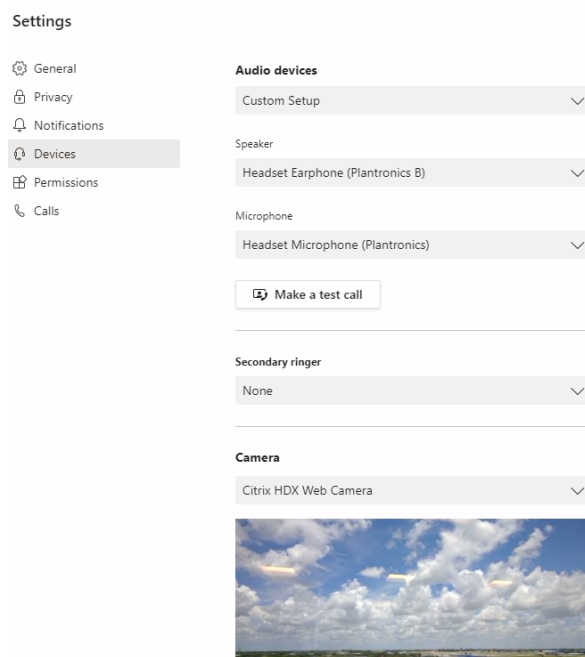 Settings
General
Privacy
Notifications
Devices
Permissions
Calls
Audio devices
Custom Setup
Speaker
Headset Earphone (Plantronics B)
Microphone
Headset Microphone (Plantronics)
Make a test call
Secondary ringer
None
Camera
Citrix HDX Web Camera